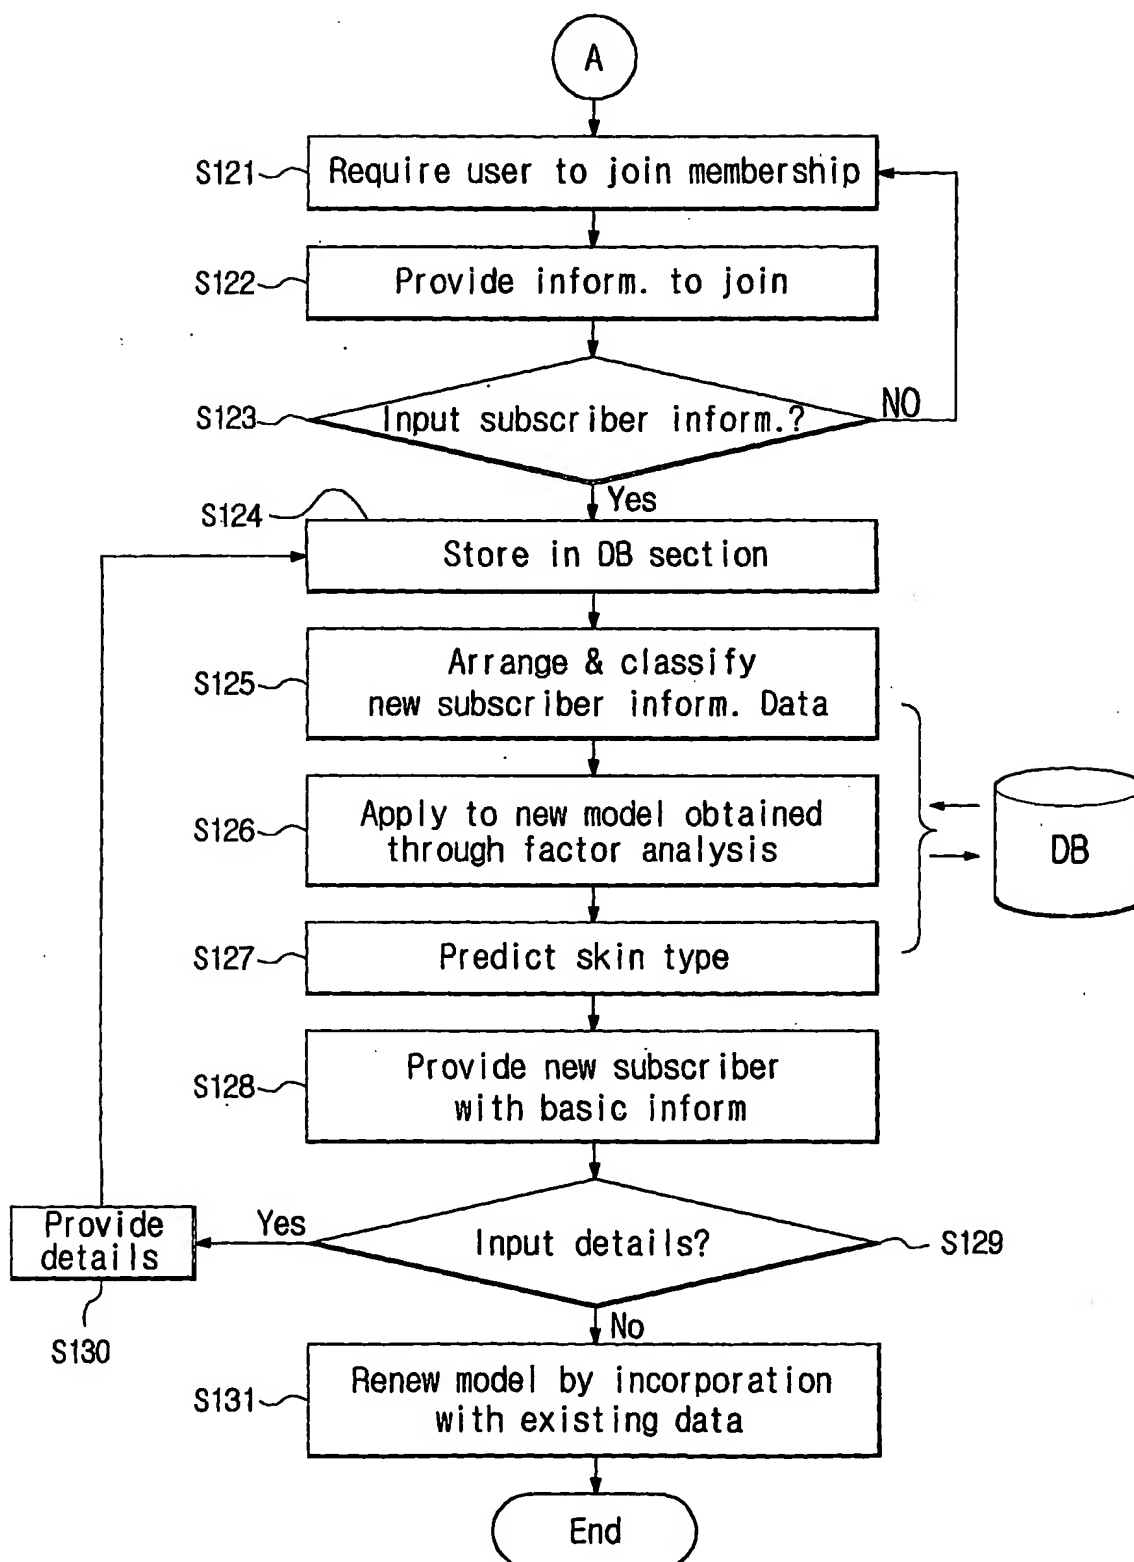 A
S121
Require user to join membership
S122
Provide inform. to join
S123
Input subscriber inform.?
NO
Yes
S124
Store in DB section
S125
Arrange & classify
new subscriber inform. Data
S126
Apply to new model obtained
through factor analysis
DB
S127
Predict skin type
S128
Provide new subscriber
with basic inform
Provide
details
Yes
Input details?
S129
S130
No
S131
Renew model by incorporation
with existing data
End